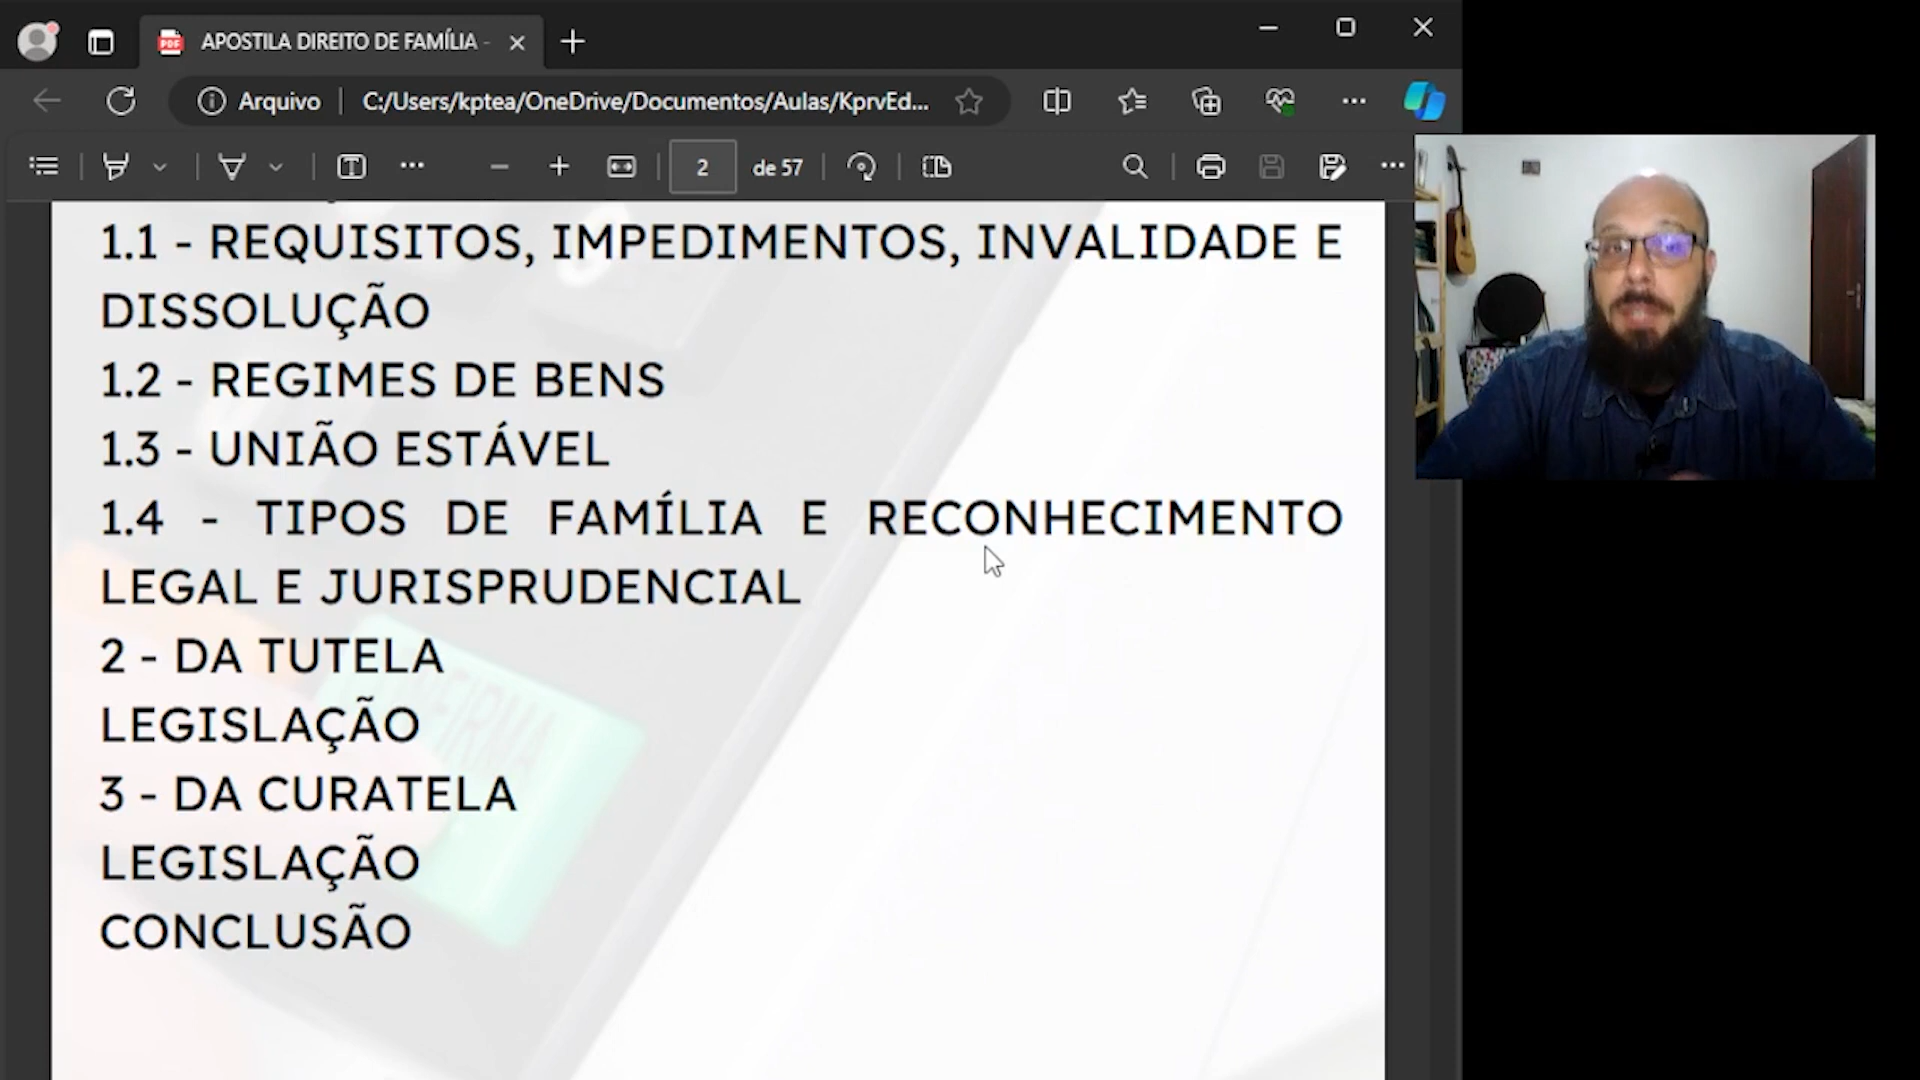 APOSTILA DIREITO DE FAMÍLIA -
Arquivo
C:/Users/kptea/OneDrive/Documentos/Aulas/KprvEd...
2 de 57
1.1 - REQUISITOS, IMPEDIMENTOS, INVALIDADE E
DISSOLUÇÃO
1.2 - REGIMES DE BENS
1.3 - UNIÃO ESTÁVEL
1.4 - TIPOS DE FAMÍLIA E RECONHECIMENTO
LEGAL E JURISPRUDENCIAL
2 - DA TUTELA
LEGISLAÇÃO
3 - DA CURATELA
LEGISLAÇÃO
CONCLUSÃO